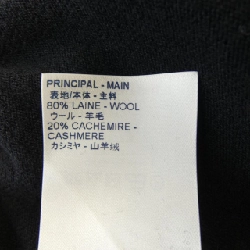 PRINCIPAL - MAIN
裏地/本体 - 主料
80% LAINE - WOOL
ウール - 羊毛
20% CACHEMIRE -
CASHMERE
カシミヤ - 山羊绒